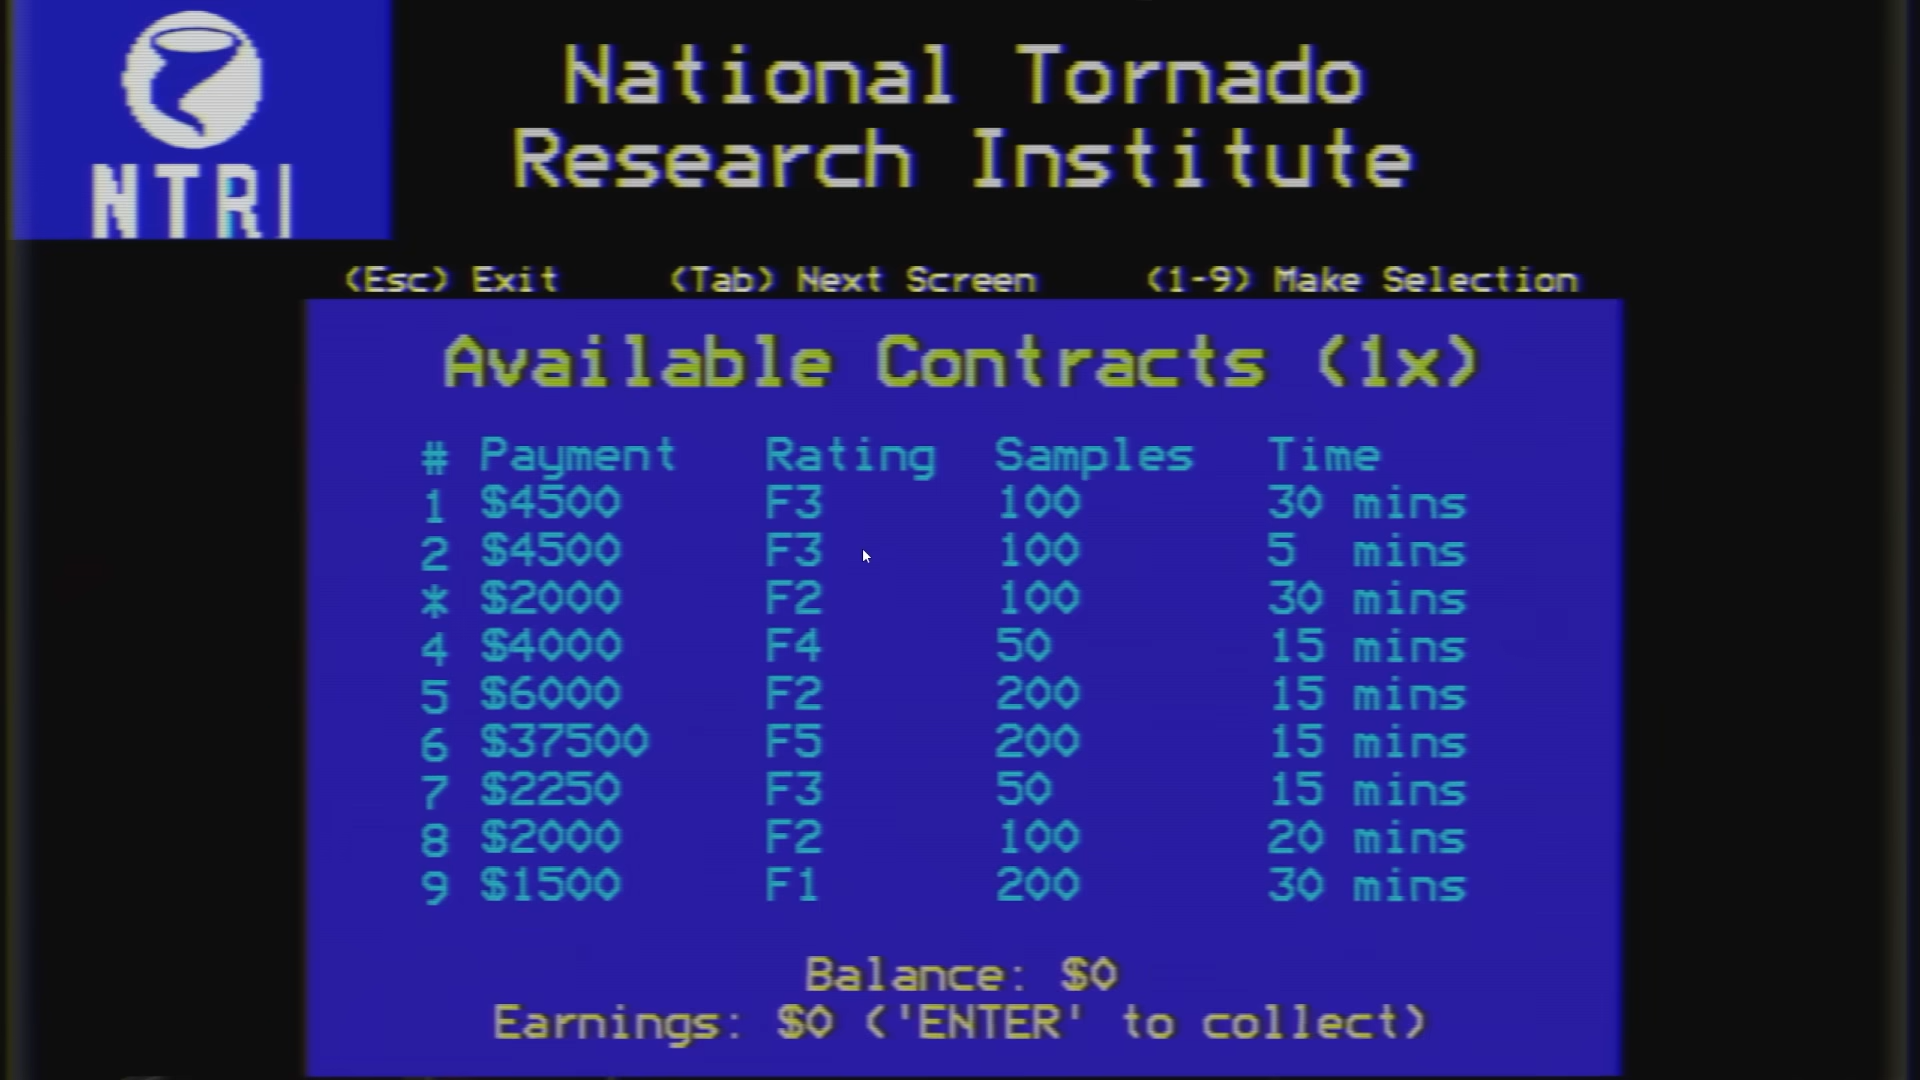 NTRI
National Tornado
Research Institute
(Esc) Exit (Tab) Next Screen (1-9) Make Selection
Available Contracts (1x)
# Payment Rating Samples Time
1 $4500 F3 100 30 mins
2 $4500 F3 100 5 mins
* $2000 F2 100 30 mins
4 $4000 F4 50 15 mins
5 $6000 F2 200 15 mins
6 $37500 F5 200 15 mins
7 $2250 F3 50 15 mins
8 $2000 F2 100 20 mins
9 $1500 F1 200 30 mins
Balance: $0
Earnings: $0 ('ENTER' to collect)